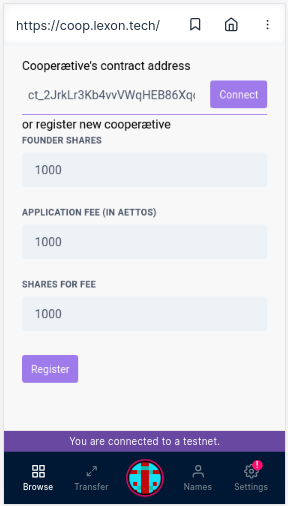 https://coop.lexon.tech/
Cooperætive's contract address
ct_2JrkLr3Kb4vvVWqHEB86Xq
Connect
or register new cooperætive
FOUNDER SHARES
1000
APPLICATION FEE (IN AETTOS)
1000
SHARES FOR FEE
1000
Register
You are connected to a testnet.
Browse
Transfer
Names
Settings